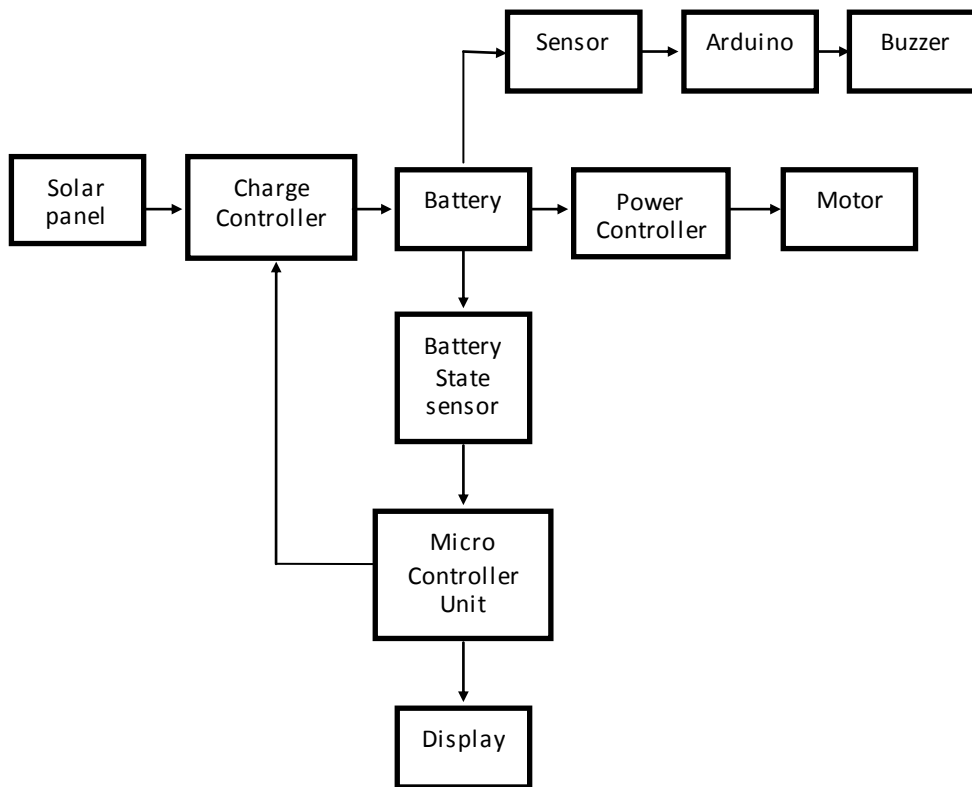 Sensor
Arduino
Buzzer
Solar
panel
Charge
Controller
Battery
Power
Controller
Motor
Battery
State
sensor
Micro
Controller
Unit
Display